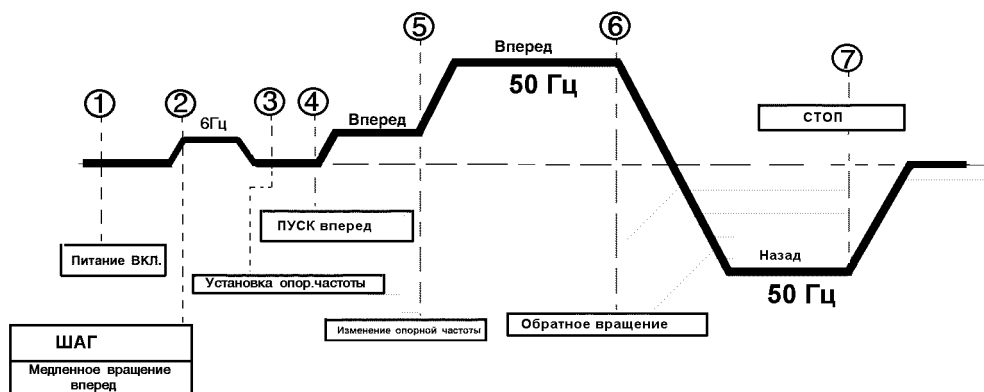 5
6
Вперед
7
50 Гц
1
2
3
4
6Гц
Вперед
СТОП
ПУСК вперед
Питание ВКЛ.
Назад
Установка опор.частоты
50 Гц
Изменение опорной частоты
Обратное вращение
ШАГ
Медленное вращение
вперед